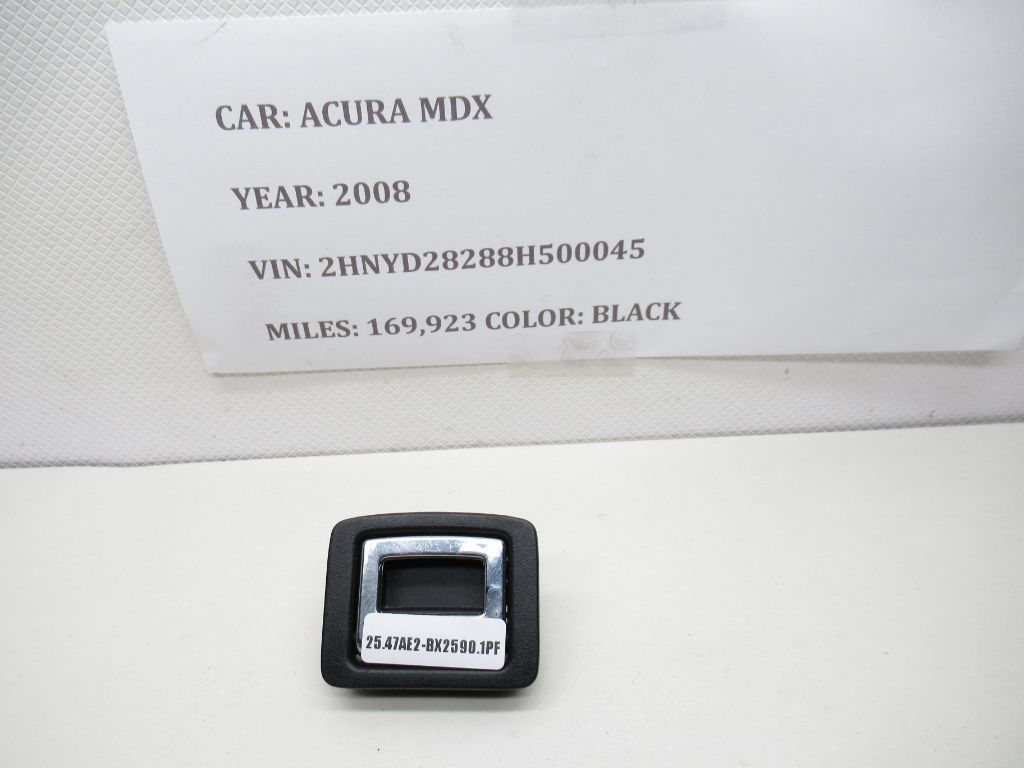 CAR: ACURA MDX
YEAR: 2008
VIN: 2HNYD28288H500045
MILES: 169,923 COLOR: BLACK
25.47AE2-BX2590.1PF